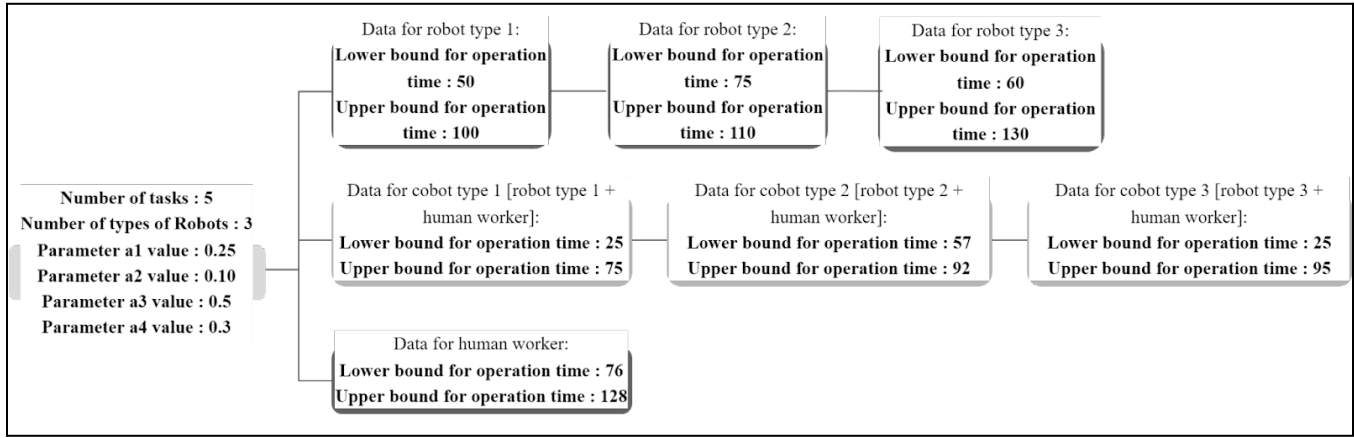 Number of tasks : 5
Number of types of Robots : 3
Parameter a1 value : 0.25
Parameter a2 value : 0.10
Parameter a3 value : 0.5
Parameter a4 value : 0.3
Data for robot type 1:
Lower bound for operation
time : 50
Upper bound for operation
time : 100
Data for robot type 2:
Lower bound for operation
time : 75
Upper bound for operation
time : 110
Data for robot type 3:
Lower bound for operation
time : 60
Upper bound for operation
time : 130
Data for cobot type 1 [robot type 1 +
human worker]:
Lower bound for operation time : 25
Upper bound for operation time : 75
Data for cobot type 2 [robot type 2 +
human worker]:
Lower bound for operation time : 57
Upper bound for operation time : 92
Data for cobot type 3 [robot type 3 +
human worker]:
Lower bound for operation time : 25
Upper bound for operation time : 95
Data for human worker:
Lower bound for operation time : 76
Upper bound for operation time : 128